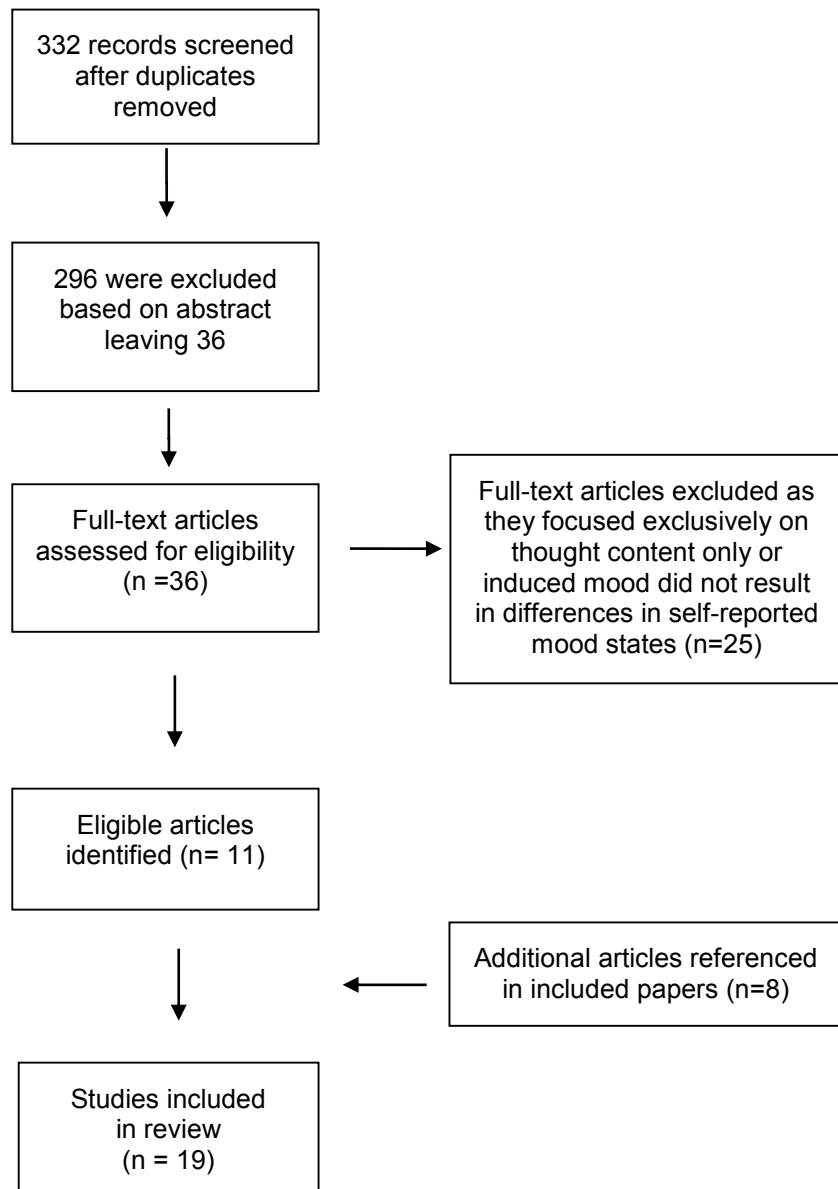 332 records screened
after duplicates
removed
296 were excluded
based on abstract
leaving 36
Full-text articles
assessed for eligibility
(n =36)
Full-text articles excluded as
they focused exclusively on
thought content only or
induced mood did not result
in differences in self-reported
mood states (n=25)
Eligible articles
identified (n= 11)
Additional articles referenced
in included papers (n=8)
Studies included
in review
(n = 19)